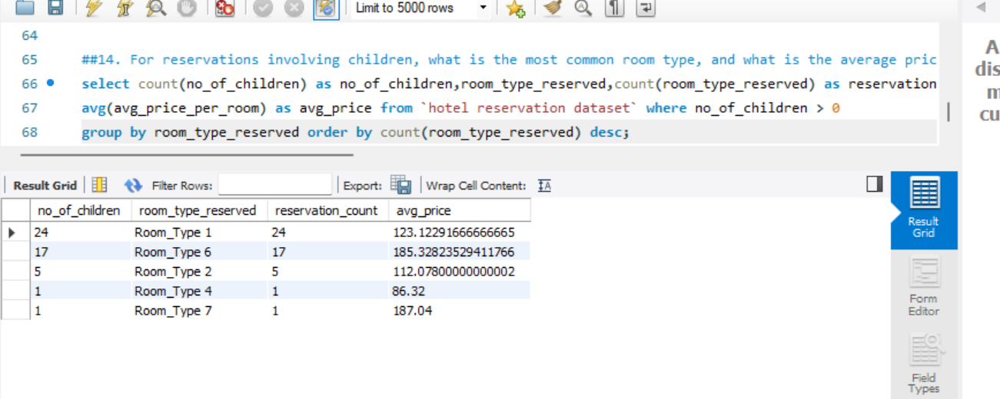 Limit to 5000 rows
64
65 ##14. For reservations involving children, what is the most common room type, and what is the average pric
66 select count(no_of_children) as no_of_children,room_type_reserved,count(room_type_reserved) as reservation
67 avg(avg_price_per_room) as avg_price from `hotel reservation dataset` where no_of_children > 0
68 group by room_type_reserved order by count(room_type_reserved) desc;
Result Grid Filter Rows: Export: Wrap Cell Content: IA
no_of_children room_type_reserved reservation_count avg_price
24 Room_Type 1 24 123.12291666666665
17 Room_Type 6 17 185.32823529411766
5 Room_Type 2 5 112.07800000000002
1 Room_Type 4 1 86.32
1 Room_Type 7 1 187.04
Result
Grid
Form
Editor
Field
Types
A
dis
m
cu